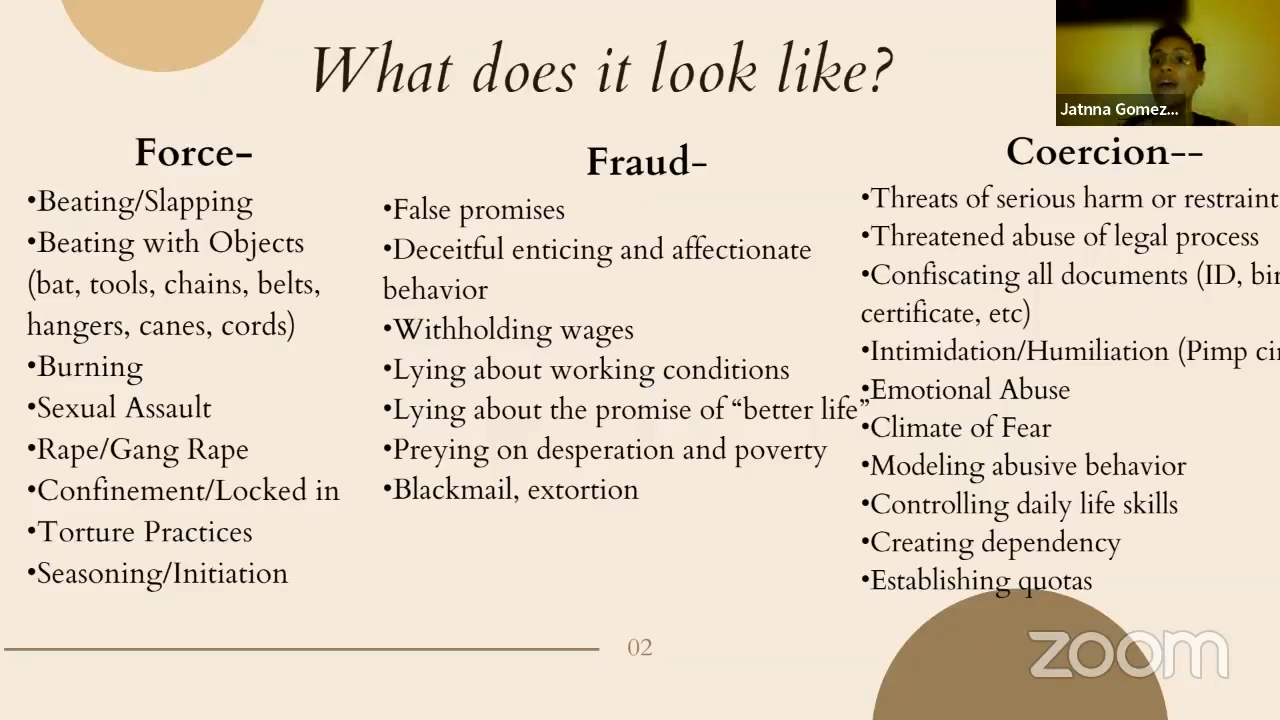 What does it look like?
Jatnna Gomez...
Force-
•Beating/Slapping
•Beating with Objects
(bat, tools, chains, belts,
hangers, canes, cords)
•Burning
•Sexual Assault
•Rape/Gang Rape
•Confinement/Locked in
•Torture Practices
•Seasoning/Initiation
Fraud-
•False promises
•Deceitful enticing and affectionate
behavior
•Withholding wages
•Lying about working conditions
•Lying about the promise of “better life”
•Preying on desperation and poverty
•Blackmail, extortion
Coercion--
•Threats of serious harm or restraint
•Threatened abuse of legal process
•Confiscating all documents (ID,
certificate, etc)
•Intimidation/Humiliation (Pimp
•Emotional Abuse
•Climate of Fear
•Modeling abusive behavior
•Controlling daily life skills
•Creating dependency
•Establishing quotas
02
zoom